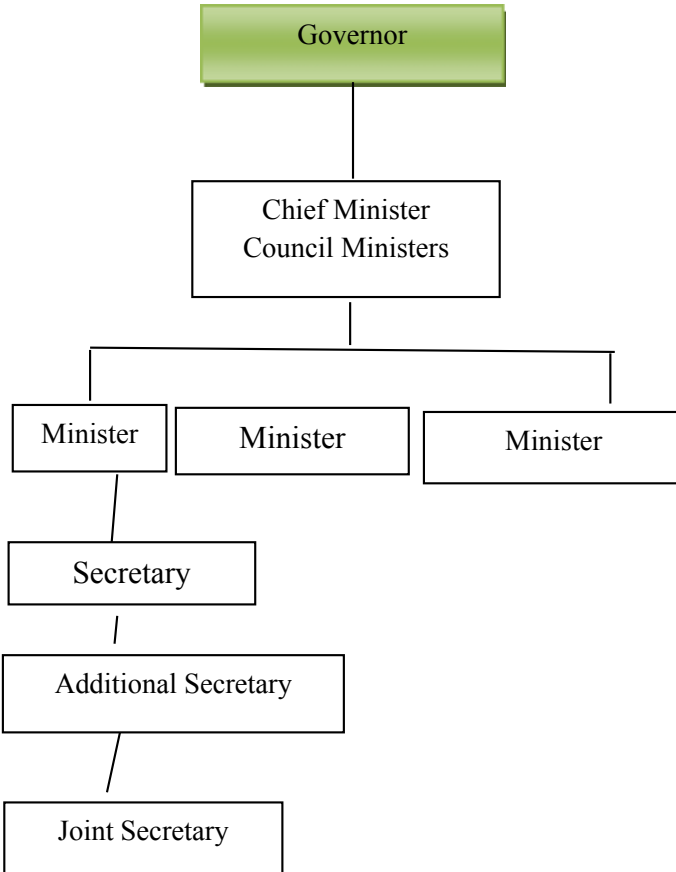 Governor
Chief Minister
Council Ministers
Minister
Minister
Minister
Secretary
Additional Secretary
Joint Secretary